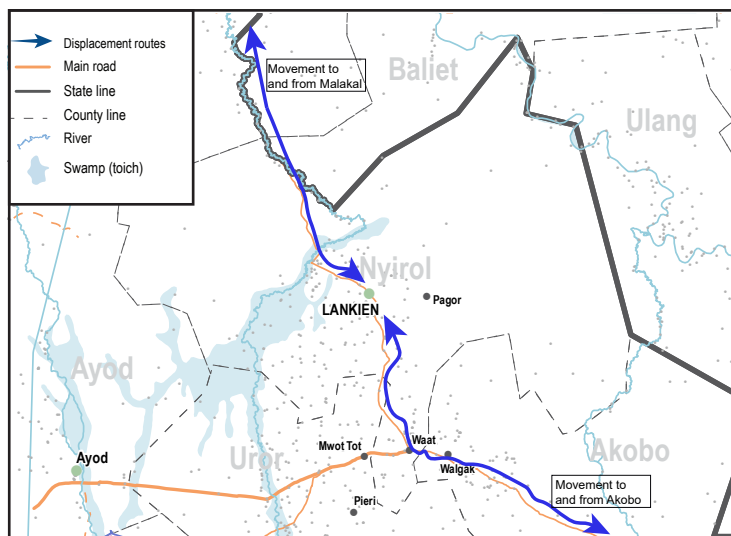 Displacement routes
Main road
State line
County line
River
Swamp (toich)
Movement to
and from Malakal
Baliet
Ulang
Nyirol
LANKIEN
Pagor
Ayod
Ayod
Uror
Mwot Tot
Waat
Walgak
Akobo
Pieri
Movement to
and from Akobo